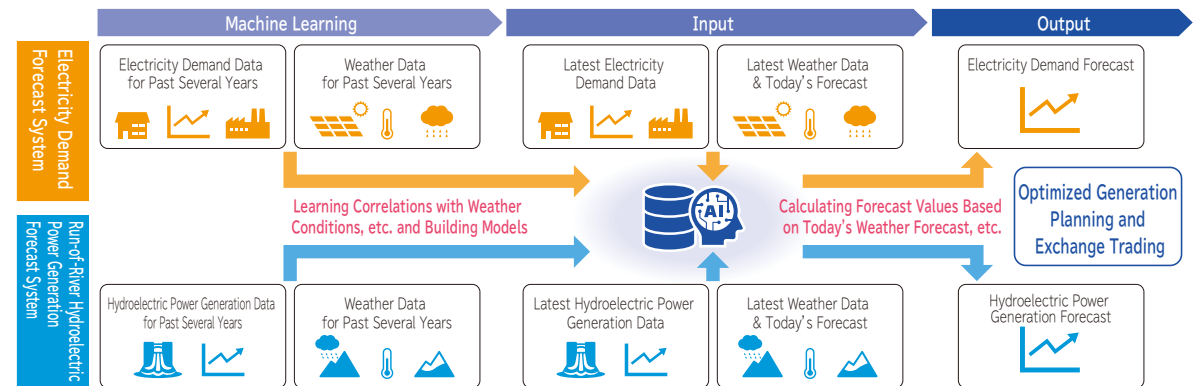 Machine Learning
Input
Output
Electricity Demand
Forecast System
Electricity Demand Data
for Past Several Years
Weather Data
for Past Several Years
Latest Electricity
Demand Data
Latest Weather Data
& Today's Forecast
Electricity Demand Forecast
Learning Correlations with Weather
Conditions, etc. and Building Models
AI
Calculating Forecast Values Based
on Today's Weather Forecast, etc.
Optimized Generation
Planning and
Exchange Trading
Run-of-River Hydroelectric
Power Generation
Forecast System
Hydroelectric Power Generation Data
for Past Several Years
Weather Data
for Past Several Years
Latest Hydroelectric Power
Generation Data
Latest Weather Data
& Today's Forecast
Hydroelectric Power
Generation Forecast